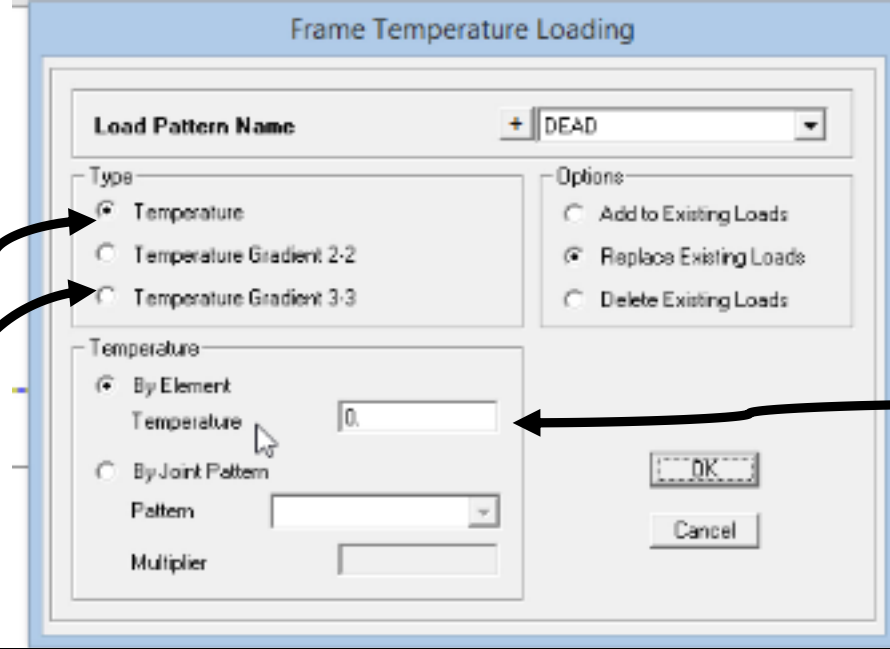 Frame Temperature Loading
Load Pattern Name
+ DEAD
Type
Temperature
Temperature Gradient 2-2
Temperature Gradient 3-3
Options
Add to Existing Loads
Replace Existing Loads
Delete Existing Loads
Temperature
By Element
Temperature 0.
By Joint Pattern
Pattern
Multiplier
OK
Cancel